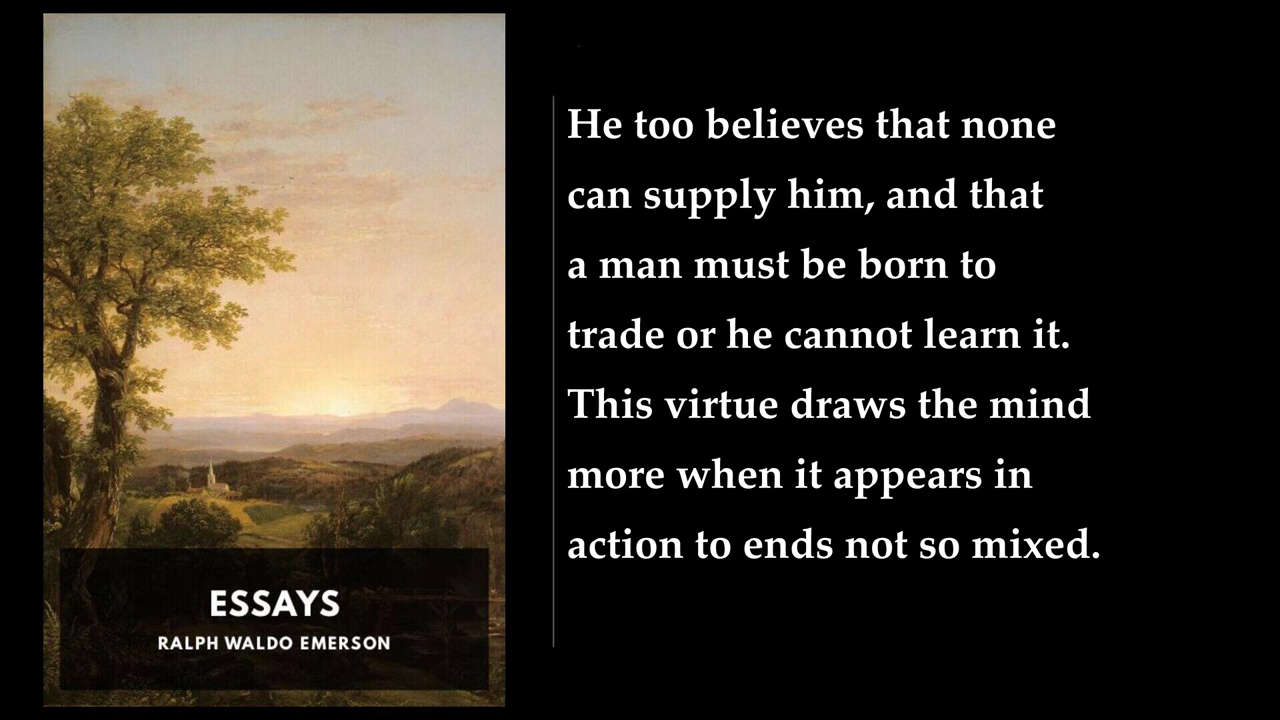 ESSAYS
RALPH WALDO EMERSON
He too believes that none
can supply him, and that
a man must be born to
trade or he cannot learn it.
This virtue draws the mind
more when it appears in
action to ends not so mixed.